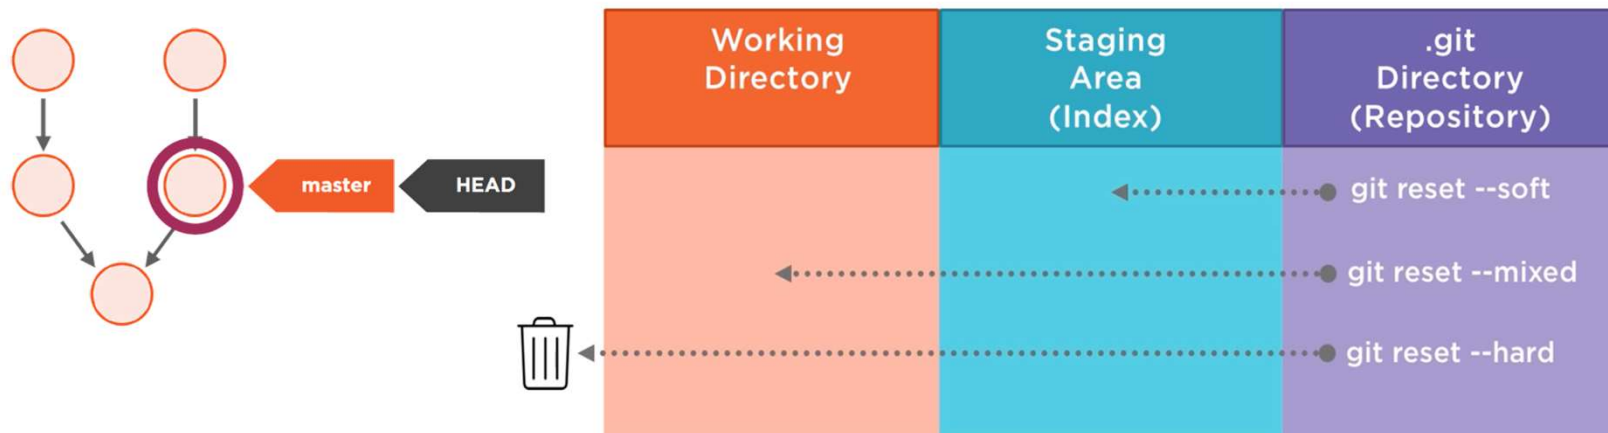 master
HEAD
Working
Directory
Staging
Area
(Index)
.git
Directory
(Repository)
git reset --soft
git reset --mixed
git reset --hard